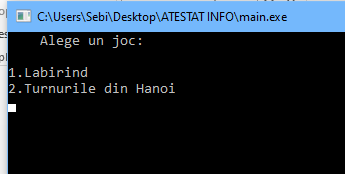 C:\Users\Sebi\Desktop\ATESTAT INFO\main.exe
Alege un joc:
1.Labirind
2.Turnurile din Hanoi